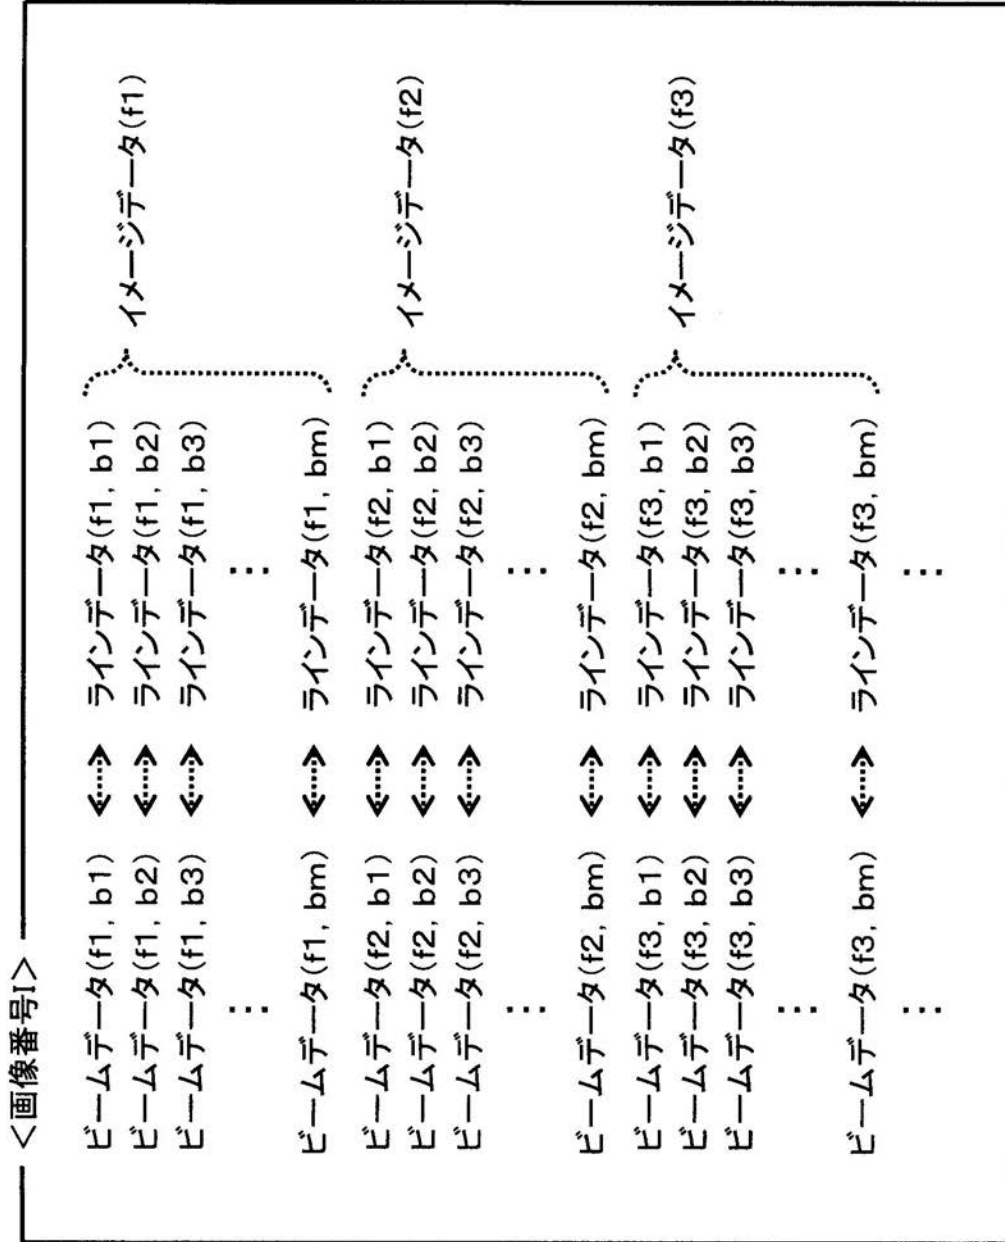 ＜画像番号I＞
ビームデータ(f1, b1) ラインデータ(f1, b1)
ビームデータ(f1, b2) ラインデータ(f1, b2) イメージデータ(f1)
ビームデータ(f1, b3) ラインデータ(f1, b3)
… …
ビームデータ(f1, bm) ラインデータ(f1, bm)
ビームデータ(f2, b1) ラインデータ(f2, b1)
ビームデータ(f2, b2) ラインデータ(f2, b2) イメージデータ(f2)
ビームデータ(f2, b3) ラインデータ(f2, b3)
… …
ビームデータ(f2, bm) ラインデータ(f2, bm)
ビームデータ(f3, b1) ラインデータ(f3, b1)
ビームデータ(f3, b2) ラインデータ(f3, b2) イメージデータ(f3)
ビームデータ(f3, b3) ラインデータ(f3, b3)
… …
ビームデータ(f3, bm) ラインデータ(f3, bm)
… …